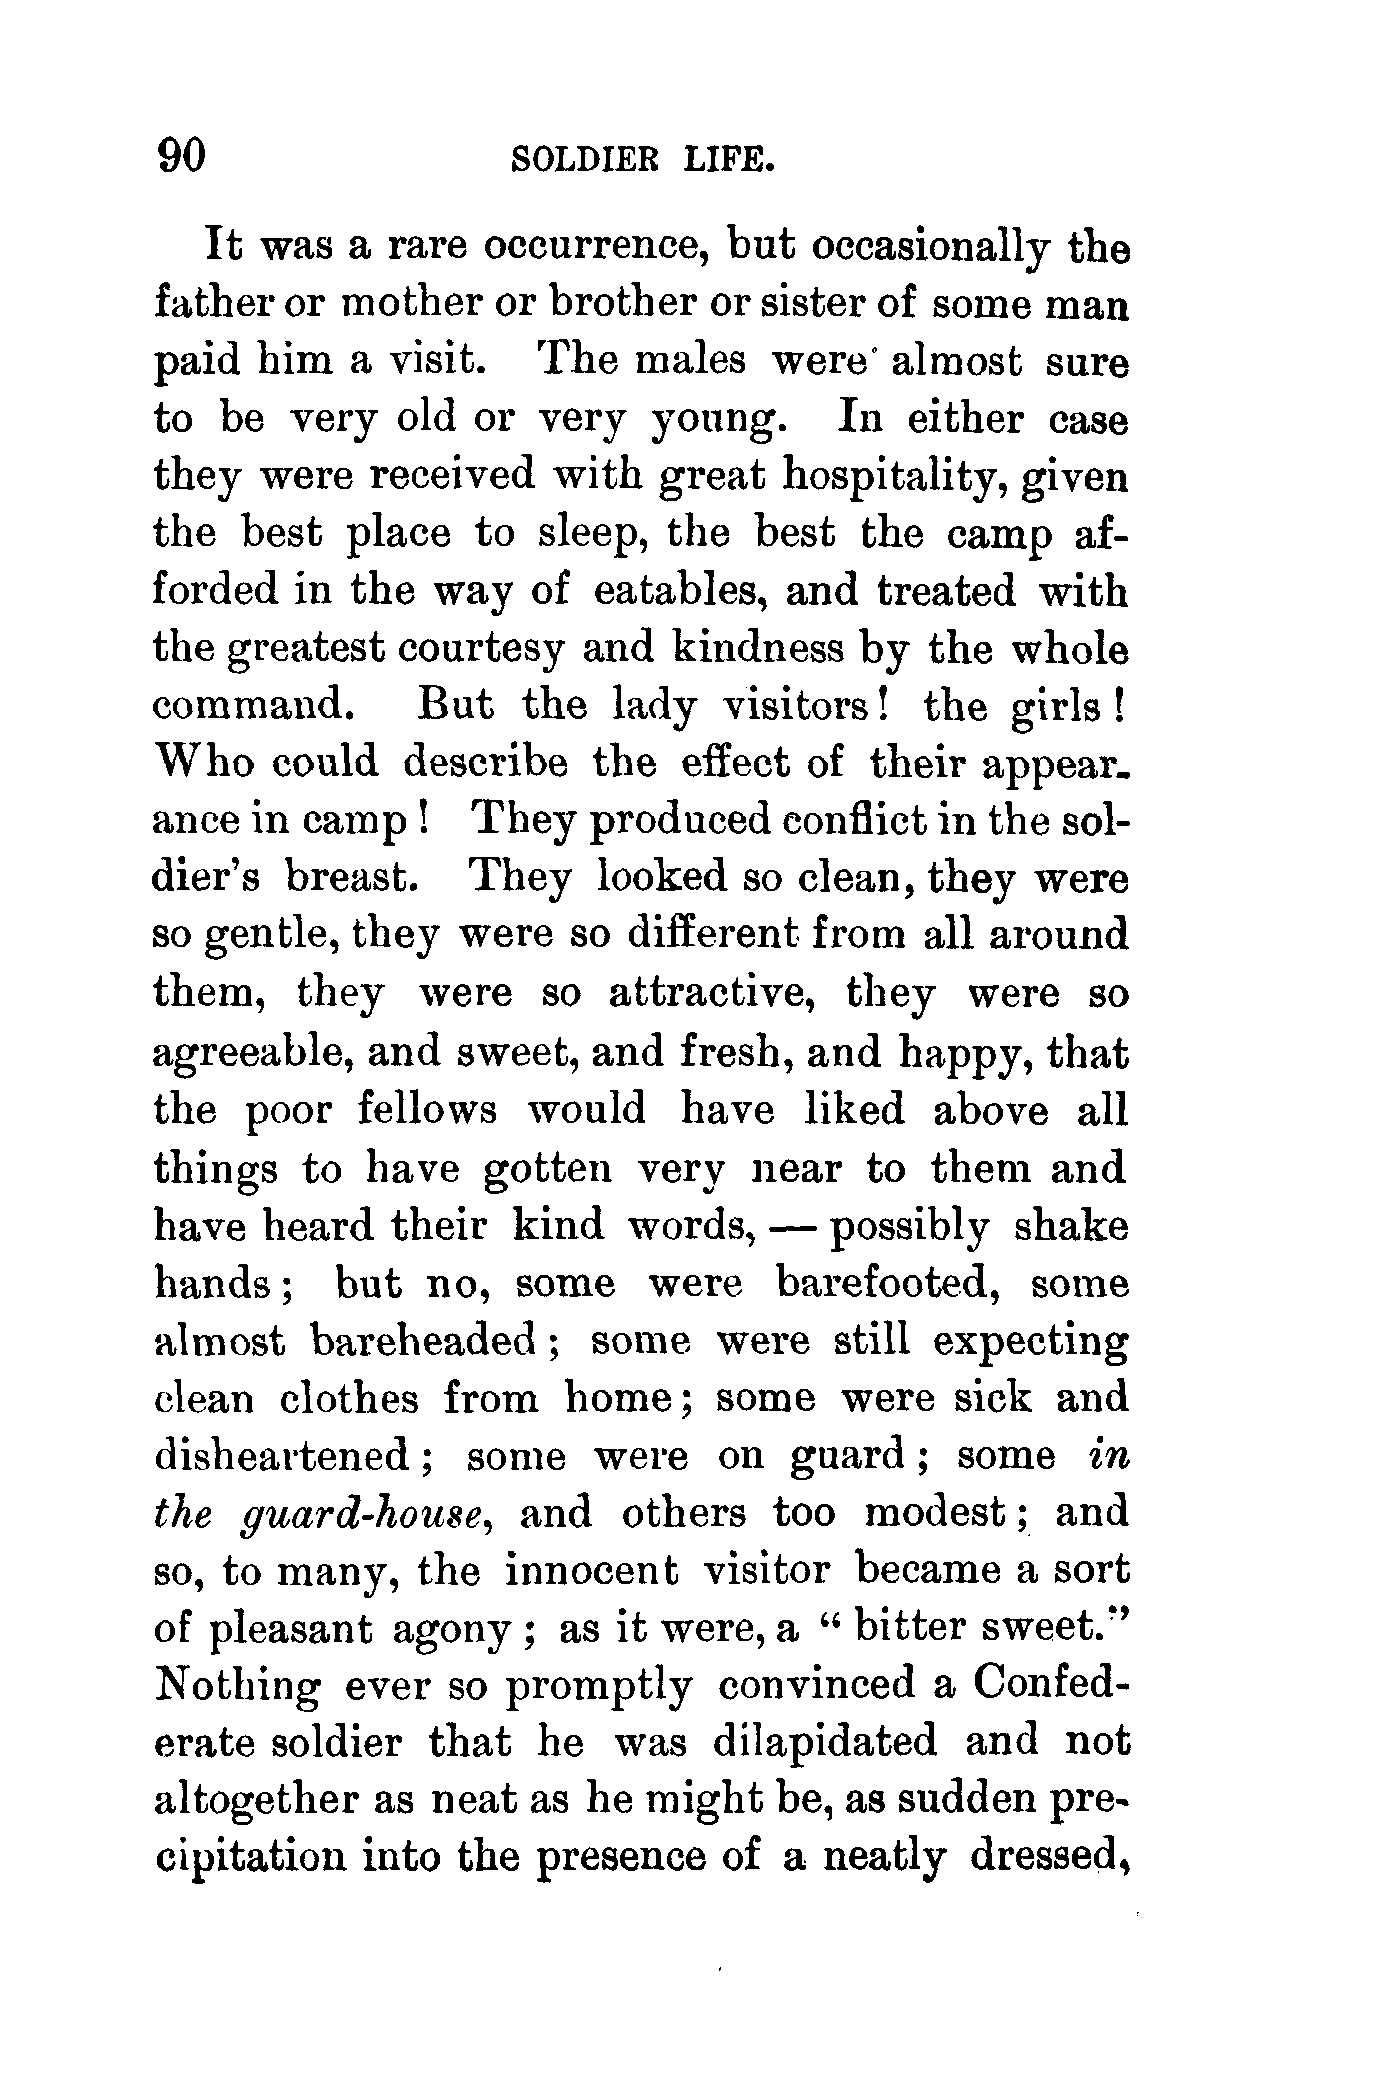 90 SOLDIER LIFE.
It was a rare occurrence, but occasionally the
father or mother or brother or sister of some man
paid him a visit. The males were almost sure
to be very old or very young. In either case
they were received with great hospitality, given
the best place to sleep, the best the camp af-
forded in the way of eatables, and treated with
the greatest courtesy and kindness by the whole
command. But the lady visitors! the girls!
Who could describe the effect of their appear-
ance in camp! They produced conflict in the sol-
dier's breast. They looked so clean, they were
so gentle, they were so different from all around
them, they were so attractive, they were so
agreeable, and sweet, and fresh, and happy, that
the poor fellows would have liked above all
things to have gotten very near to them and
have heard their kind words, — possibly shake
hands; but no, some were barefooted, some
almost bareheaded; some were still expecting
clean clothes from home; some were sick and
disheartened; some were on guard; some in
the guard-house, and others too modest; and
so, to many, the innocent visitor became a sort
of pleasant agony; as it were, a "bitter sweet."
Nothing ever so promptly convinced a Confed-
erate soldier that he was dilapidated and not
altogether as neat as he might be, as sudden pre-
cipitation into the presence of a neatly dressed,